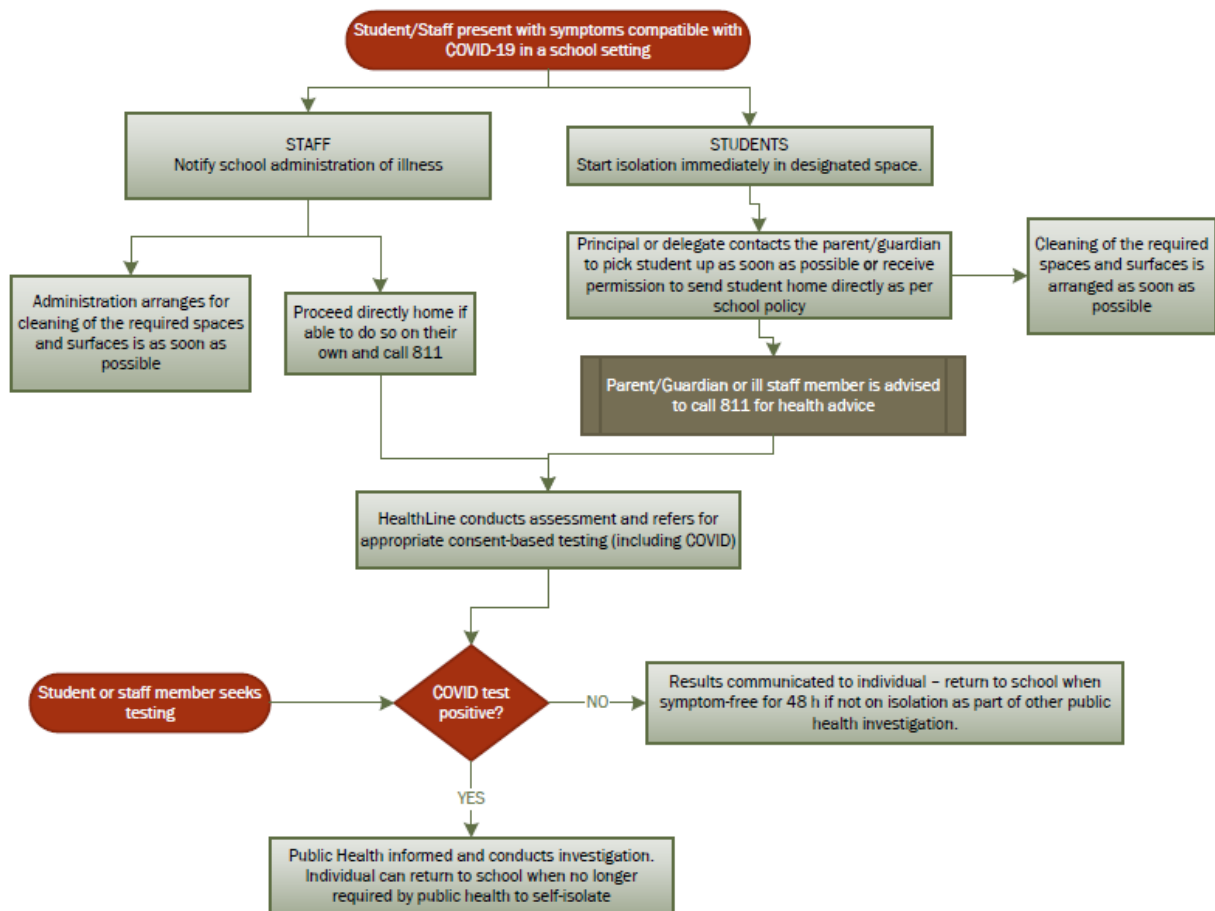 Student/Staff present with symptoms compatible with
COVID-19 in a school setting
STAFF
Notify school administration of illness
STUDENTS
Start isolation immediately in designated space.
Administration arranges for
cleaning of the required spaces
and surfaces is as soon as
possible
Proceed directly home if
able to do so on their
own and call 811
Principal or delegate contacts the parent/guardian
to pick student up as soon as possible or receive
permission to send student home directly as per
school policy
Cleaning of the required
spaces and surfaces is
arranged as soon as
possible
Parent/Guardian or ill staff member is advised
to call 811 for health advice
HealthLine conducts assessment and refers for
appropriate consent-based testing (including COVID)
Student or staff member seeks
testing
COVID test
positive?
NO
Results communicated to individual – return to school when
symptom-free for 48 h if not on isolation as part of other public
health investigation.
YES
Public Health informed and conducts investigation.
Individual can return to school when no longer
required by public health to self-isolate